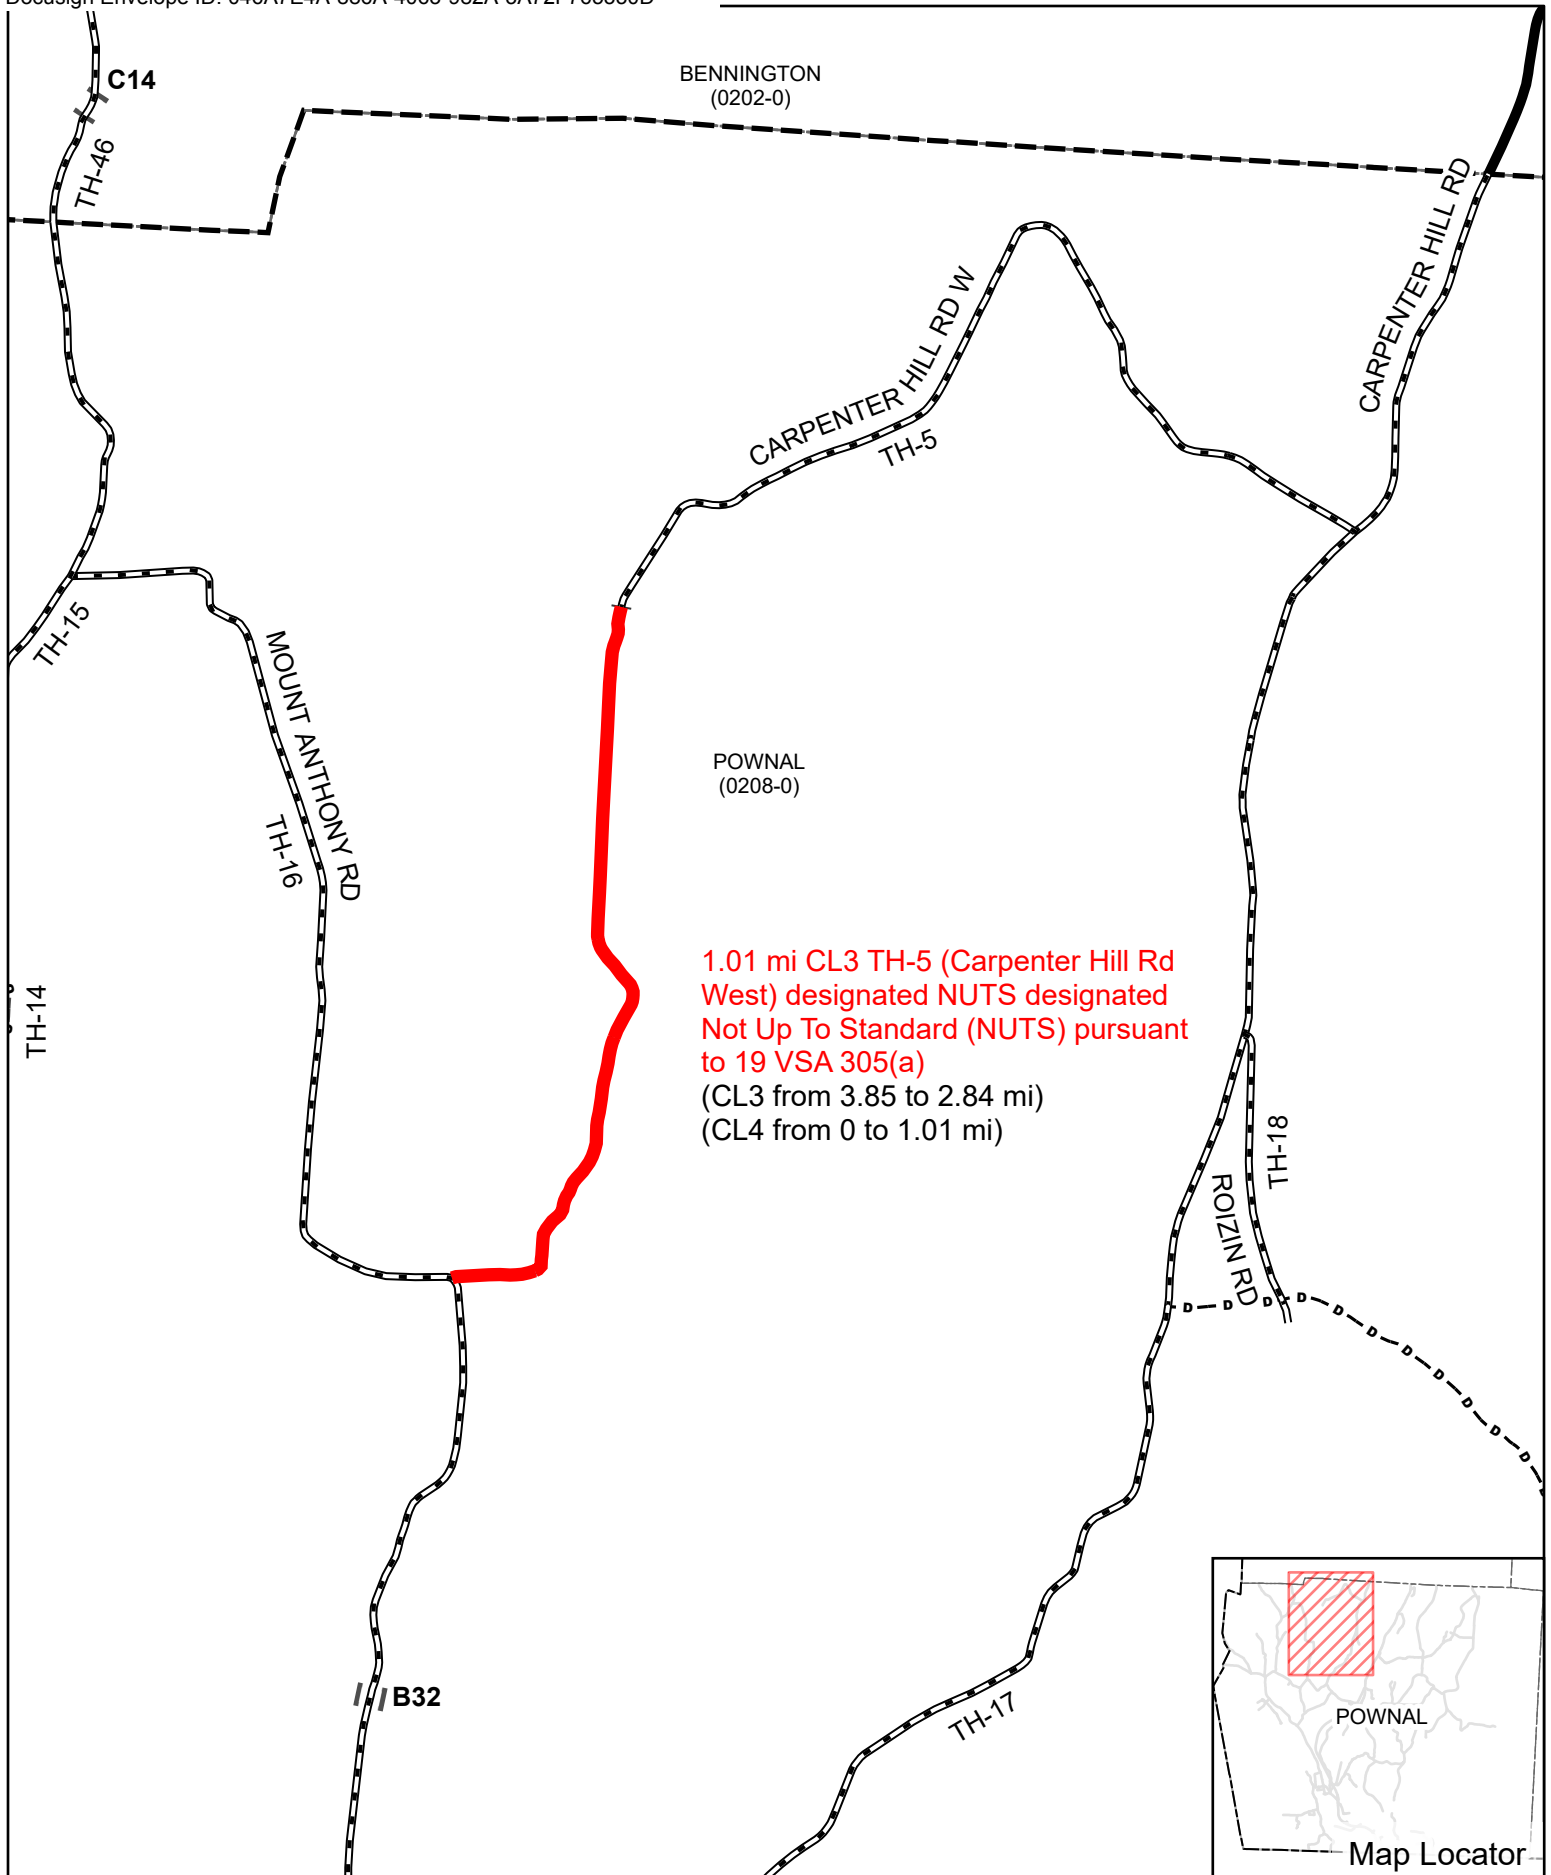 Docusign Envelope ID:
C14
BENNINGTON
(0202-0)
TH-46
CARPENTER HILL RD
CARPENTER HILL RD W
TH-5
TH-15
MOUNT ANTHONY RD
TH-16
POWNAL
(0208-0)
1.01 mi CL3 TH-5 (Carpenter Hill Rd
West) designated NUTS designated
Not Up To Standard (NUTS) pursuant
to 19 VSA 305(a)
(CL3 from 3.85 to 2.84 mi)
(CL4 from 0 to 1.01 mi)
TH-14
TH-18
ROIZIN RD
D D D D D D D D D D D
B32
TH-17
POWNAL
Map Locator